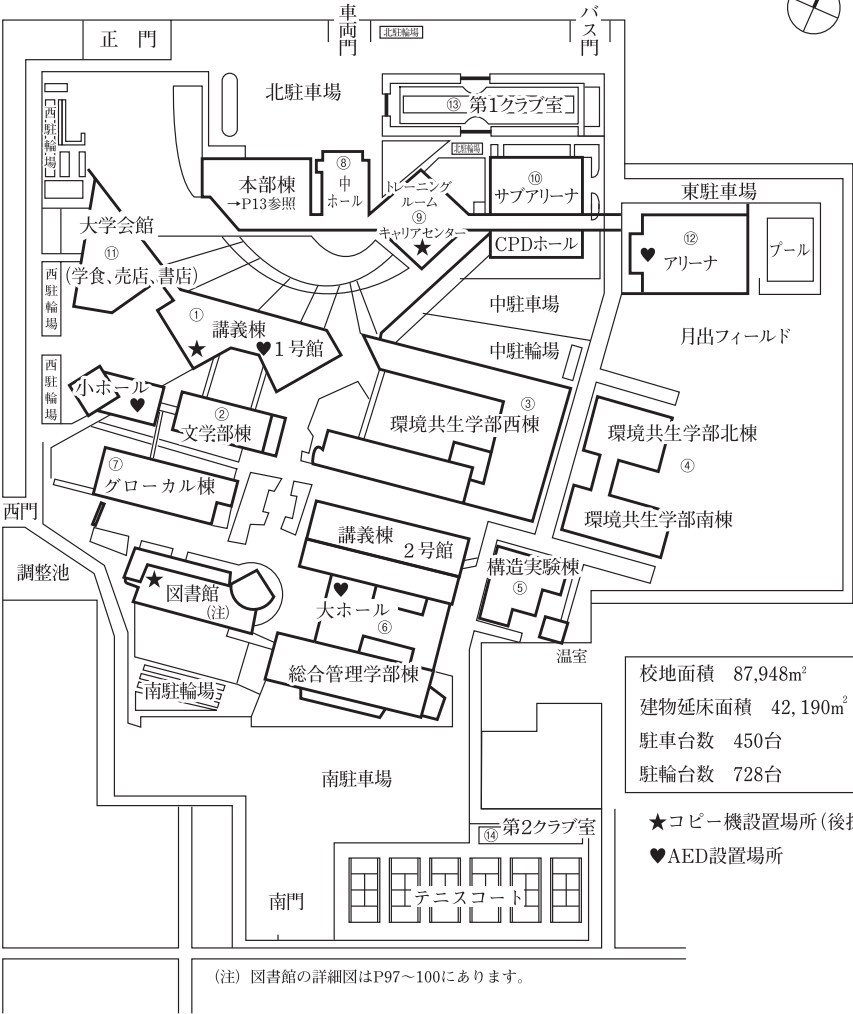 正 門
車両門
北駐輪場
バス門
北駐車場
⑬ 第1クラブ室
西駐輪場
北駐輪場
本部棟
→P13参照
⑧
中
ホール
トレーニング
ルーム
⑨
キャリアセンター
★
⑩
サブアリーナ
CPDホール
東駐車場
⑫
♥ アリーナ
プール
大学会館
⑪
(学食、売店、書店)
西駐輪場
①
講義棟
★ ♥1号館
中駐車場
中駐輪場
月出フィールド
西駐輪場
小ホール
♥
②
文学部棟
③
環境共生学部西棟
環境共生学部北棟
④
環境共生学部南棟
⑦
グローカル棟
西門
調整池
講義棟
2号館
構造実験棟
⑤
温室
★
図書館
(注)
♥
大ホール
⑥
総合管理学部棟
南駐輪場
校地面積 87,948m²
建物延床面積 42,190m²
駐車台数 450台
駐輪台数 728台
南駐車場
★コピー機設置場所(後
♥AED設置場所
⑭ 第2クラブ室
テニスコート
南門
(注) 図書館の詳細図はP97〜100にあります。